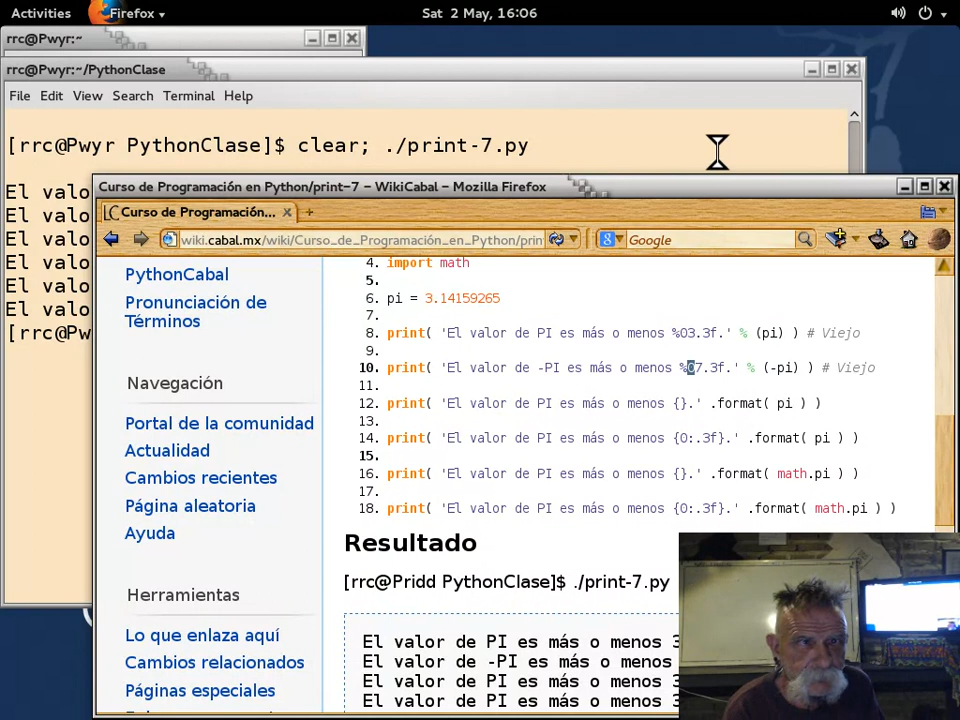 Activities Firefox Sat 2 May, 16:06
rrc@Pwyr:~
rrc@Pwyr:~/PythonClase
File Edit View Search Terminal Help
[rrc@Pwyr PythonClase]$ clear; ./print-7.py
El valo
El valo
El valo
El valo
El valo
El valo
[rrc@Pw
Curso de Programación en Python/print-7 – WikiCabal – Mozilla Firefox
Curso de Programación...
wiki.cabal.mx/wiki/Curso_de_Programación_en_Python/prin
Google
PythonCabal
Pronunciación de
Términos
Navegación
Portal de la comunidad
Actualidad
Cambios recientes
Página aleatoria
Ayuda
Herramientas
Lo que enlaza aquí
Cambios relacionados
Páginas especiales
4. import math
5.
6. pi = 3.14159265
7.
8. print( 'El valor de PI es más o menos %03.3f.' % (pi) ) # Viejo
9.
10. print( 'El valor de -PI es más o menos %07.3f.' % (-pi) ) # Viejo
11.
12. print( 'El valor de PI es más o menos {}.' .format( pi ) )
13.
14. print( 'El valor de PI es más o menos {0:.3f}.' .format( pi ) )
15.
16. print( 'El valor de PI es más o menos {}.' .format( math.pi ) )
17.
18. print( 'El valor de PI es más o menos {0:.3f}.' .format( math.pi ) )
Resultado
[rrc@Pridd PythonClase]$ ./print-7.py
El valor de PI es más o menos 3
El valor de -PI es más o menos
El valor de PI es más o menos 3
El valor de PI es más o menos 3